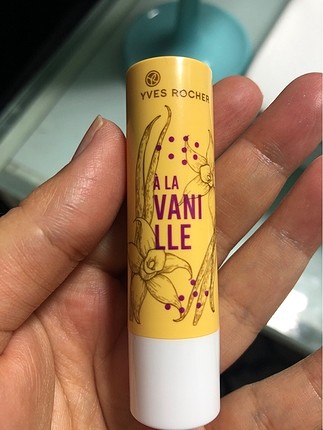 YVES ROCHER
À LA
VANI
LLE